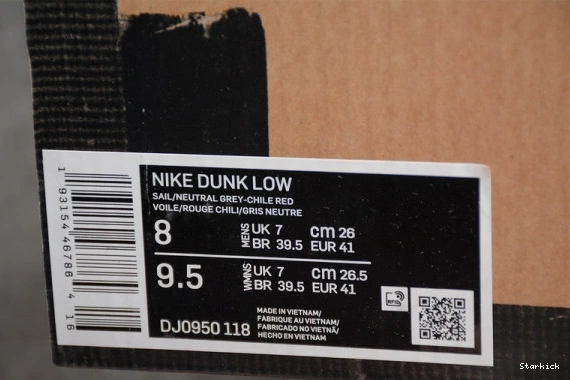 NIKE DUNK LOW
SAIL/NEUTRAL GREY-CHILE RED
VOILE/ROUGE CHILI/GRIS NEUTRE
8 MENS UK 7 cm 26
BR 39.5 EUR 41
9.5 WMNS UK 7 cm 26.5
BR 39.5 EUR 41
RFID
MADE IN VIETNAM/
FABRIQUE AU VIETNAM/
FABRICADO NO VIETNÃ/
HECHO EN VIETNAM
DJ0950 118
1 93154 46788 4 16
Starkick